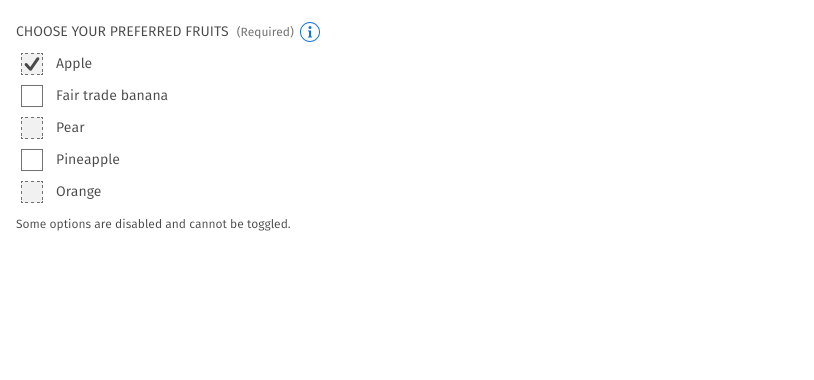 CHOOSE YOUR PREFERRED FRUITS (Required)
Apple
Fair trade banana
Pear
Pineapple
Orange
Some options are disabled and cannot be toggled.